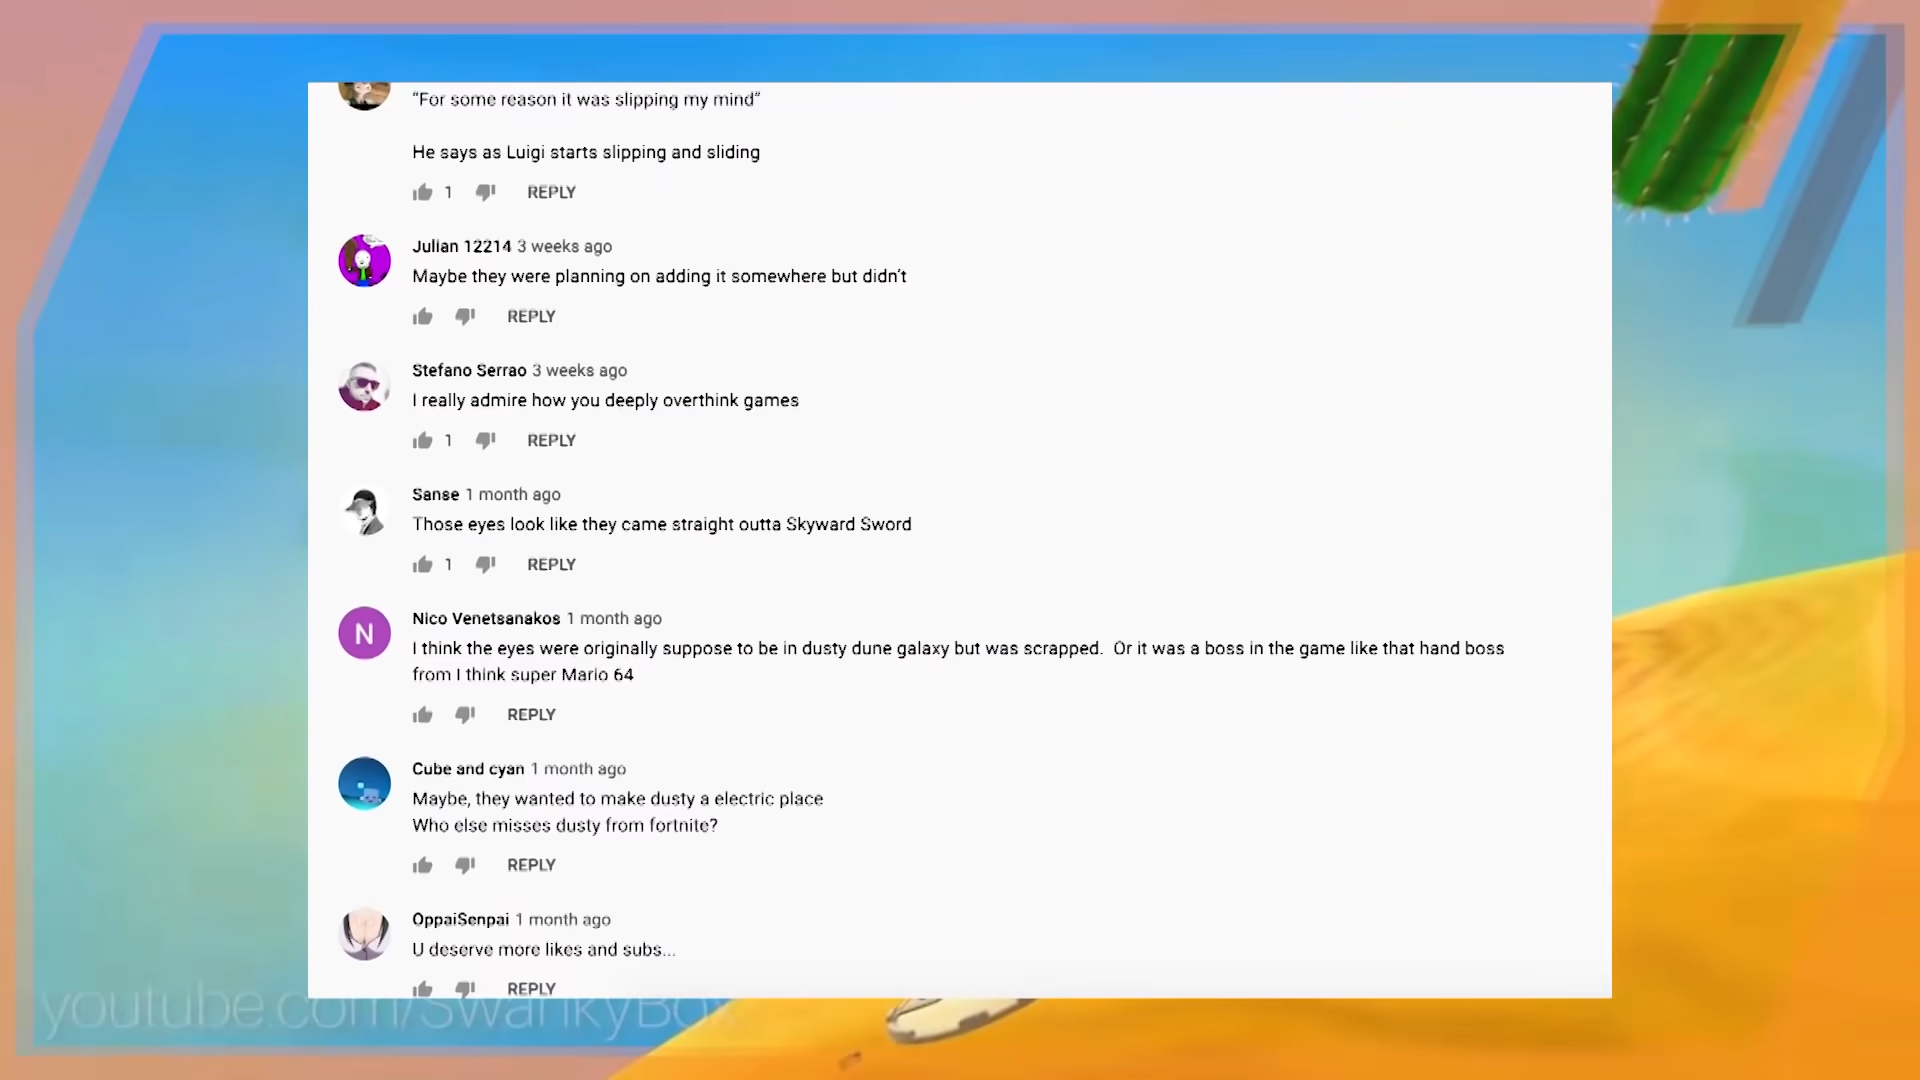 “For some reason it was slipping my mind”
He says as Luigi starts slipping and sliding
1 REPLY
Julian 12214 3 weeks ago
Maybe they were planning on adding it somewhere but didn't
REPLY
Stefano Serrao 3 weeks ago
I really admire how you deeply overthink games
1 REPLY
Sanse 1 month ago
Those eyes look like they came straight outta Skyward Sword
1 REPLY
N
Nico Venetsanakos 1 month ago
I think the eyes were originally suppose to be in dusty dune galaxy but was scrapped.  Or it was a boss in the game like that hand boss
from I think super Mario 64
REPLY
Cube and cyan 1 month ago
Maybe, they wanted to make dusty a electric place
Who else misses dusty from fortnite?
REPLY
OppaiSenpai 1 month ago
U deserve more likes and subs...
REPLY
youtube.com/SwankyBox